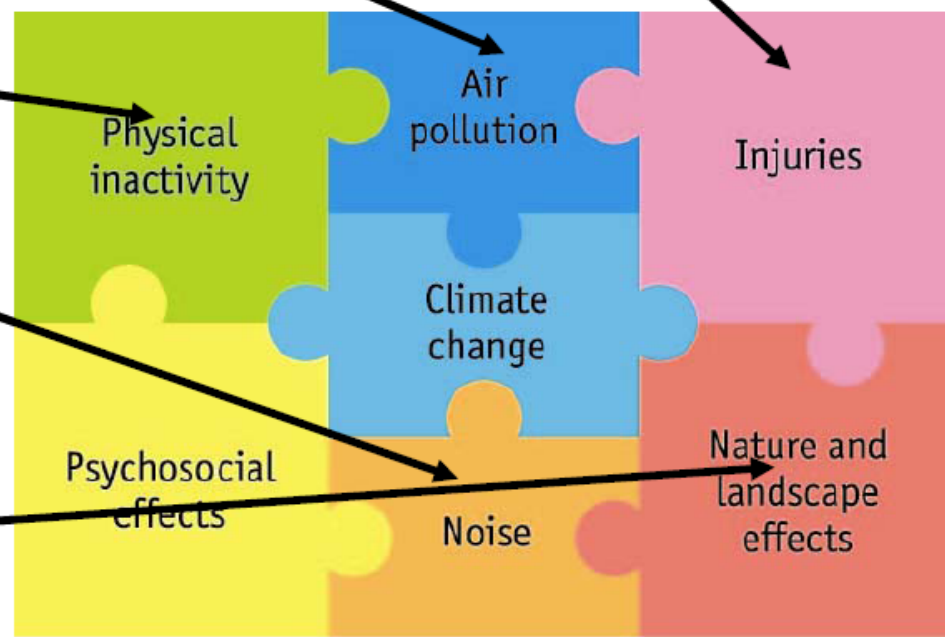 Physical
inactivity
Air
pollution
Injuries
Climate
change
Psychosocial
effects
Noise
Nature and
landscape
effects